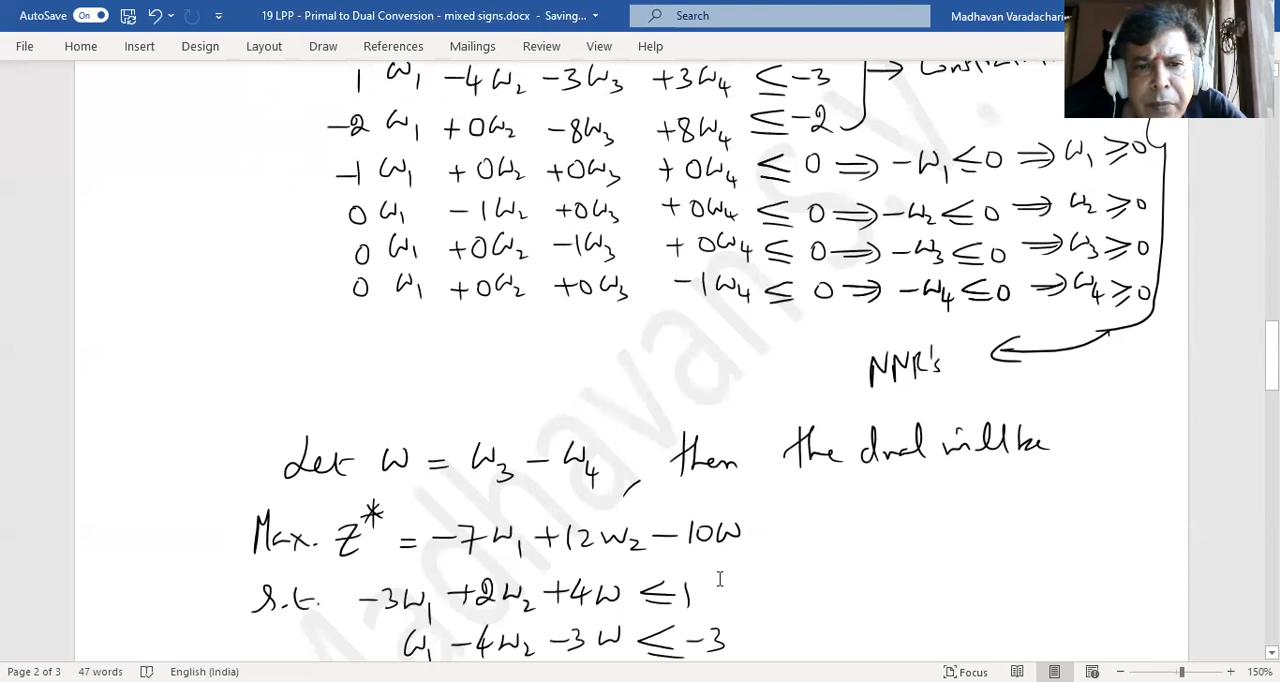 AutoSave On 19 LPP - Primal to Dual Conversion - mixed signs.docx - Saving... Search Madhavan Varadachari
File Home Insert Design Layout Draw References Mailings Review View Help
1 W₁ -4W₂ -3W₃ +3W₄ ≤ -3
-2 W₁ +0W₂ -8W₃ +8W₄ ≤ -2
-1 W₁ +0W₂ +0W₃ +0W₄ ≤ 0 ⇒ -W₁ ≤ 0 ⇒ W₁ ≥ 0
0 W₁ -1W₂ +0W₃ +0W₄ ≤ 0 ⇒ -W₂ ≤ 0 ⇒ W₂ ≥ 0
0 W₁ +0W₂ -1W₃ +0W₄ ≤ 0 ⇒ -W₃ ≤ 0 ⇒ W₃ ≥ 0
0 W₁ +0W₂ +0W₃ -1W₄ ≤ 0 ⇒ -W₄ ≤ 0 ⇒ W₄ ≥ 0
NNR's
Let W = W₃ - W₄, then the dual will be
Max. Z* = -7W₁ +12W₂ -10W
s.t. -3W₁ +2W₂ +4W ≤ 1
W₁ -4W₂ -3W ≤ -3
Madhavan S.V.
Page 2 of 3 47 words English (India) Focus 150%